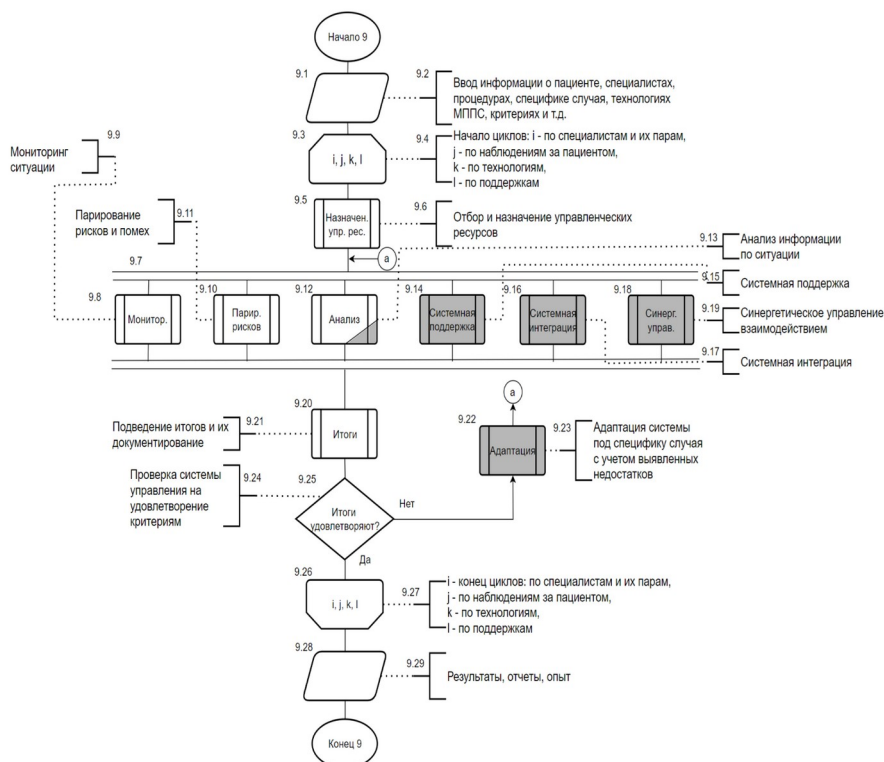 Начало 9
9.1
9.2
Ввод информации о пациенте, специалистах,
процедурах, специфике случая, технологиях
МППС, критериях и т.д.
9.3
i, j, k, l
9.4
Начало циклов: i - по специалистам и их парам,
j - по наблюдениям за пациентом,
k - по технологиям,
l - по поддержкам
9.9
Мониторинг
ситуации
9.5
Назначен.
упр. рес.
9.6
Отбор и назначение управленческих
ресурсов
9.11
Парирование
рисков и помех
a
9.13
Анализ информации
по ситуации
9.7
9.15
Системная поддержка
9.8
Монитор.
9.10
Парир.
рисков
9.12
Анализ
9.14
Системная
поддержка
9.16
Системная
интеграция
9.18
Синерг.
управ.
9.19
Синергетическое управление
взаимодействием
9.17
Системная интеграция
9.20
Итоги
9.21
Подведение итогов и их
документирование
a
9.22
Адаптация
9.23
Адаптация системы
под специфику случая
с учетом выявленных
недостатков
9.24
Проверка системы
управления на
удовлетворение
критериям
9.25
Итоги
удовлетворяют?
Нет
Да
9.26
i, j, k, l
9.27
i - конец циклов: по специалистам и их парам,
j - по наблюдениям за пациентом,
k - по технологиям,
l - по поддержкам
9.28
9.29
Результаты, отчеты, опыт
Конец 9